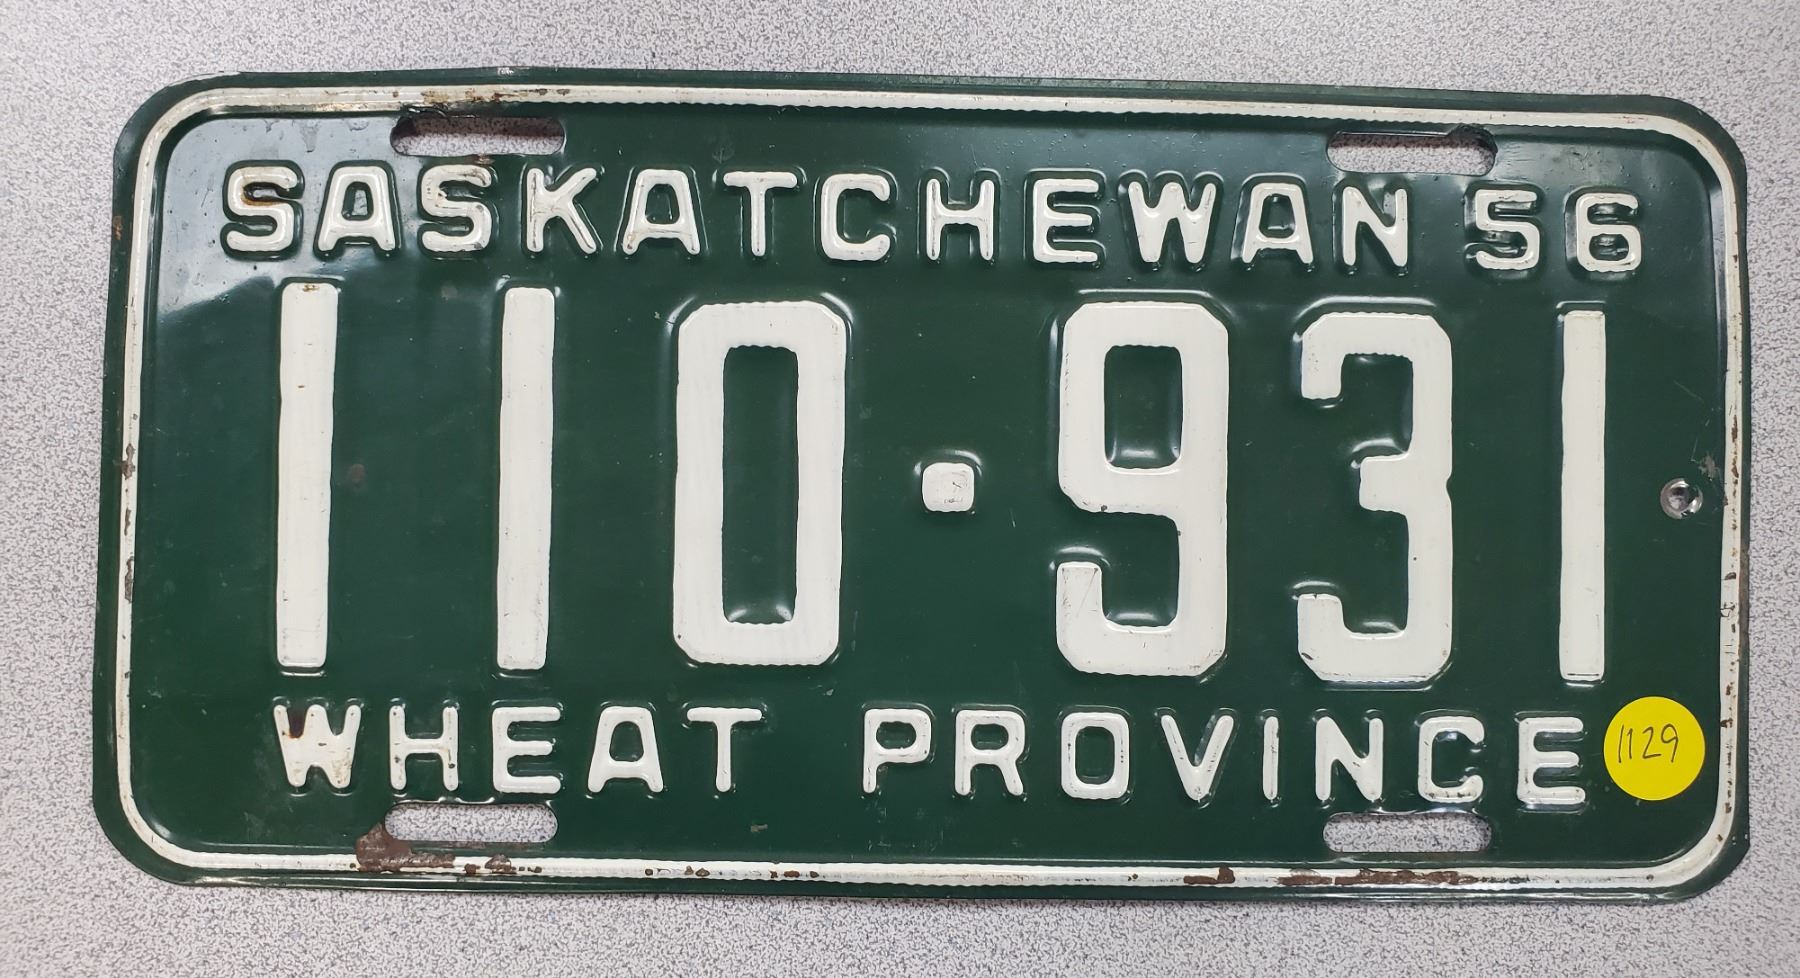 SASKATCHEWAN 56
110·931
WHEAT PROVINCE
1129